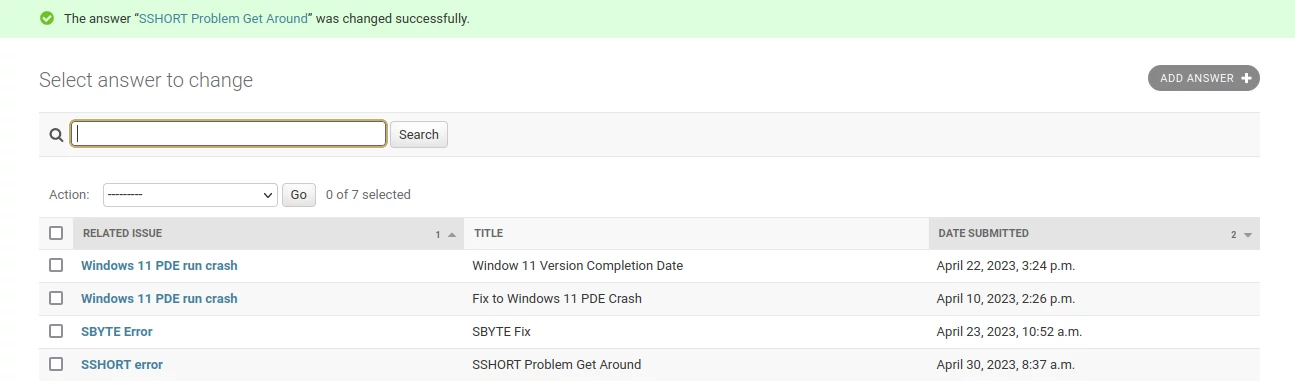 The answer “SSHORT Problem Get Around” was changed successfully.
Select answer to change
ADD ANSWER +
Search
Action: --------- Go 0 of 7 selected
RELATED ISSUE 1 TITLE DATE SUBMITTED 2
Windows 11 PDE run crash Window 11 Version Completion Date April 22, 2023, 3:24 p.m.
Windows 11 PDE run crash Fix to Windows 11 PDE Crash April 10, 2023, 2:26 p.m.
SBYTE Error SBYTE Fix April 23, 2023, 10:52 a.m.
SSHORT error SSHORT Problem Get Around April 30, 2023, 8:37 a.m.